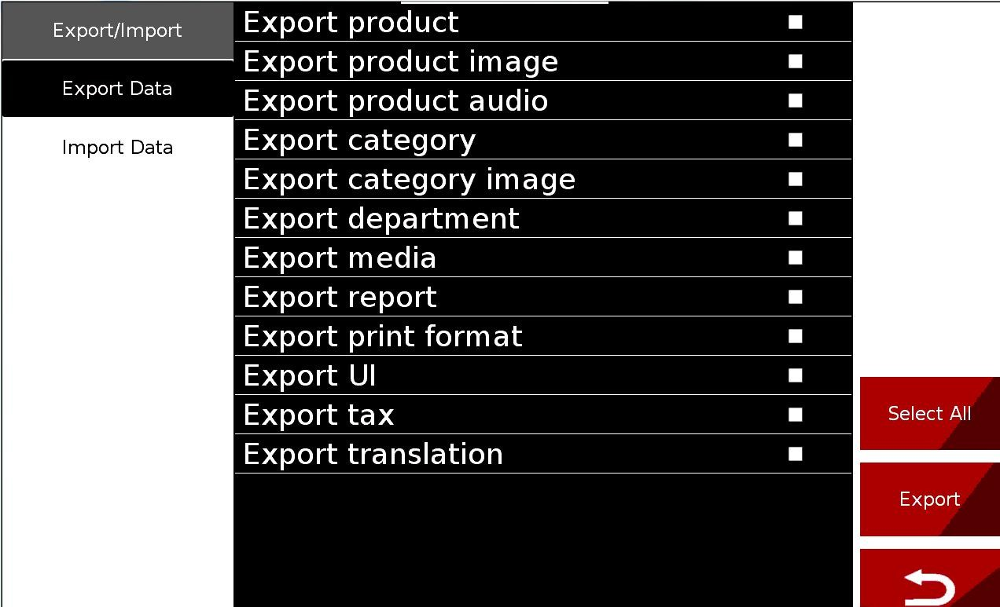 Export/Import
Export Data
Import Data
Export product
Export product image
Export product audio
Export category
Export category image
Export department
Export media
Export report
Export print format
Export UI
Export tax
Export translation
Select All
Export